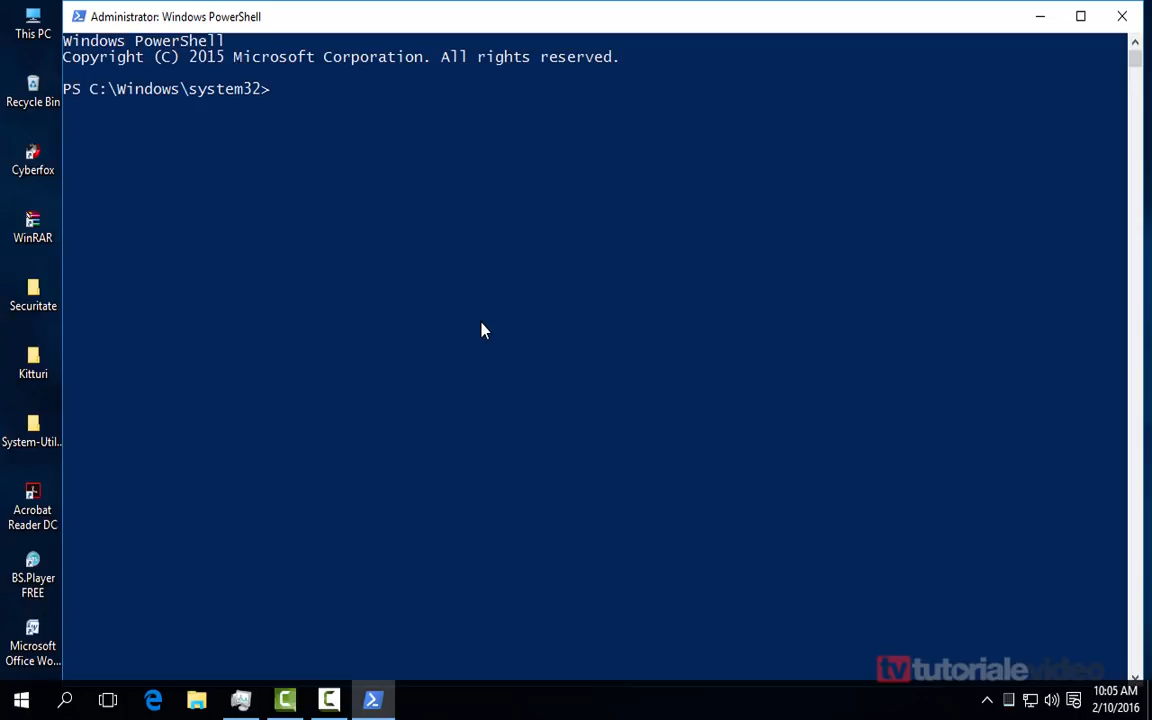 Administrator: Windows PowerShell
Windows PowerShell
Copyright (C) 2015 Microsoft Corporation. All rights reserved.
PS C:\Windows\system32>
This PC
Recycle Bin
Cyberfox
WinRAR
Securitate
Kitturi
System-Util...
Acrobat
Reader DC
BS.Player
FREE
Microsoft
Office Wo...
tv tutorialevideo
10:05 AM
2/10/2016